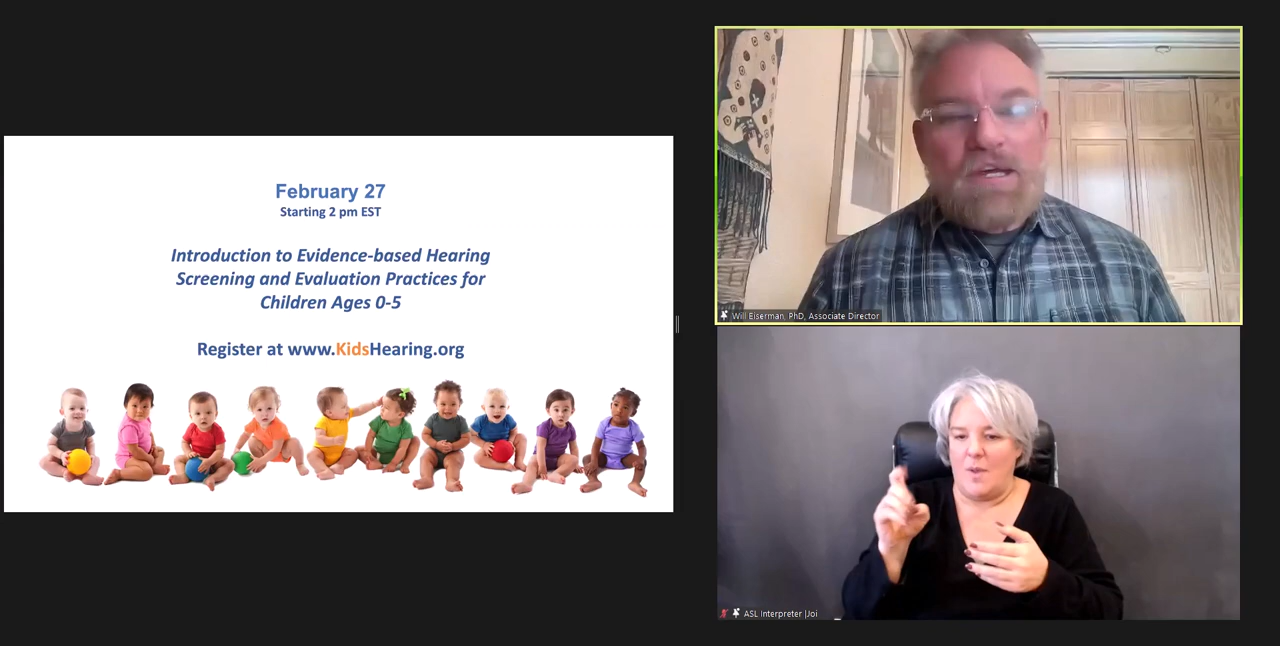 February 27
Starting 2 pm EST
Introduction to Evidence-based Hearing
Screening and Evaluation Practices for
Children Ages 0-5
Register at www.KidsHearing.org
Will Eiserman, PhD, Associate Director
ASL Interpreter |Joi